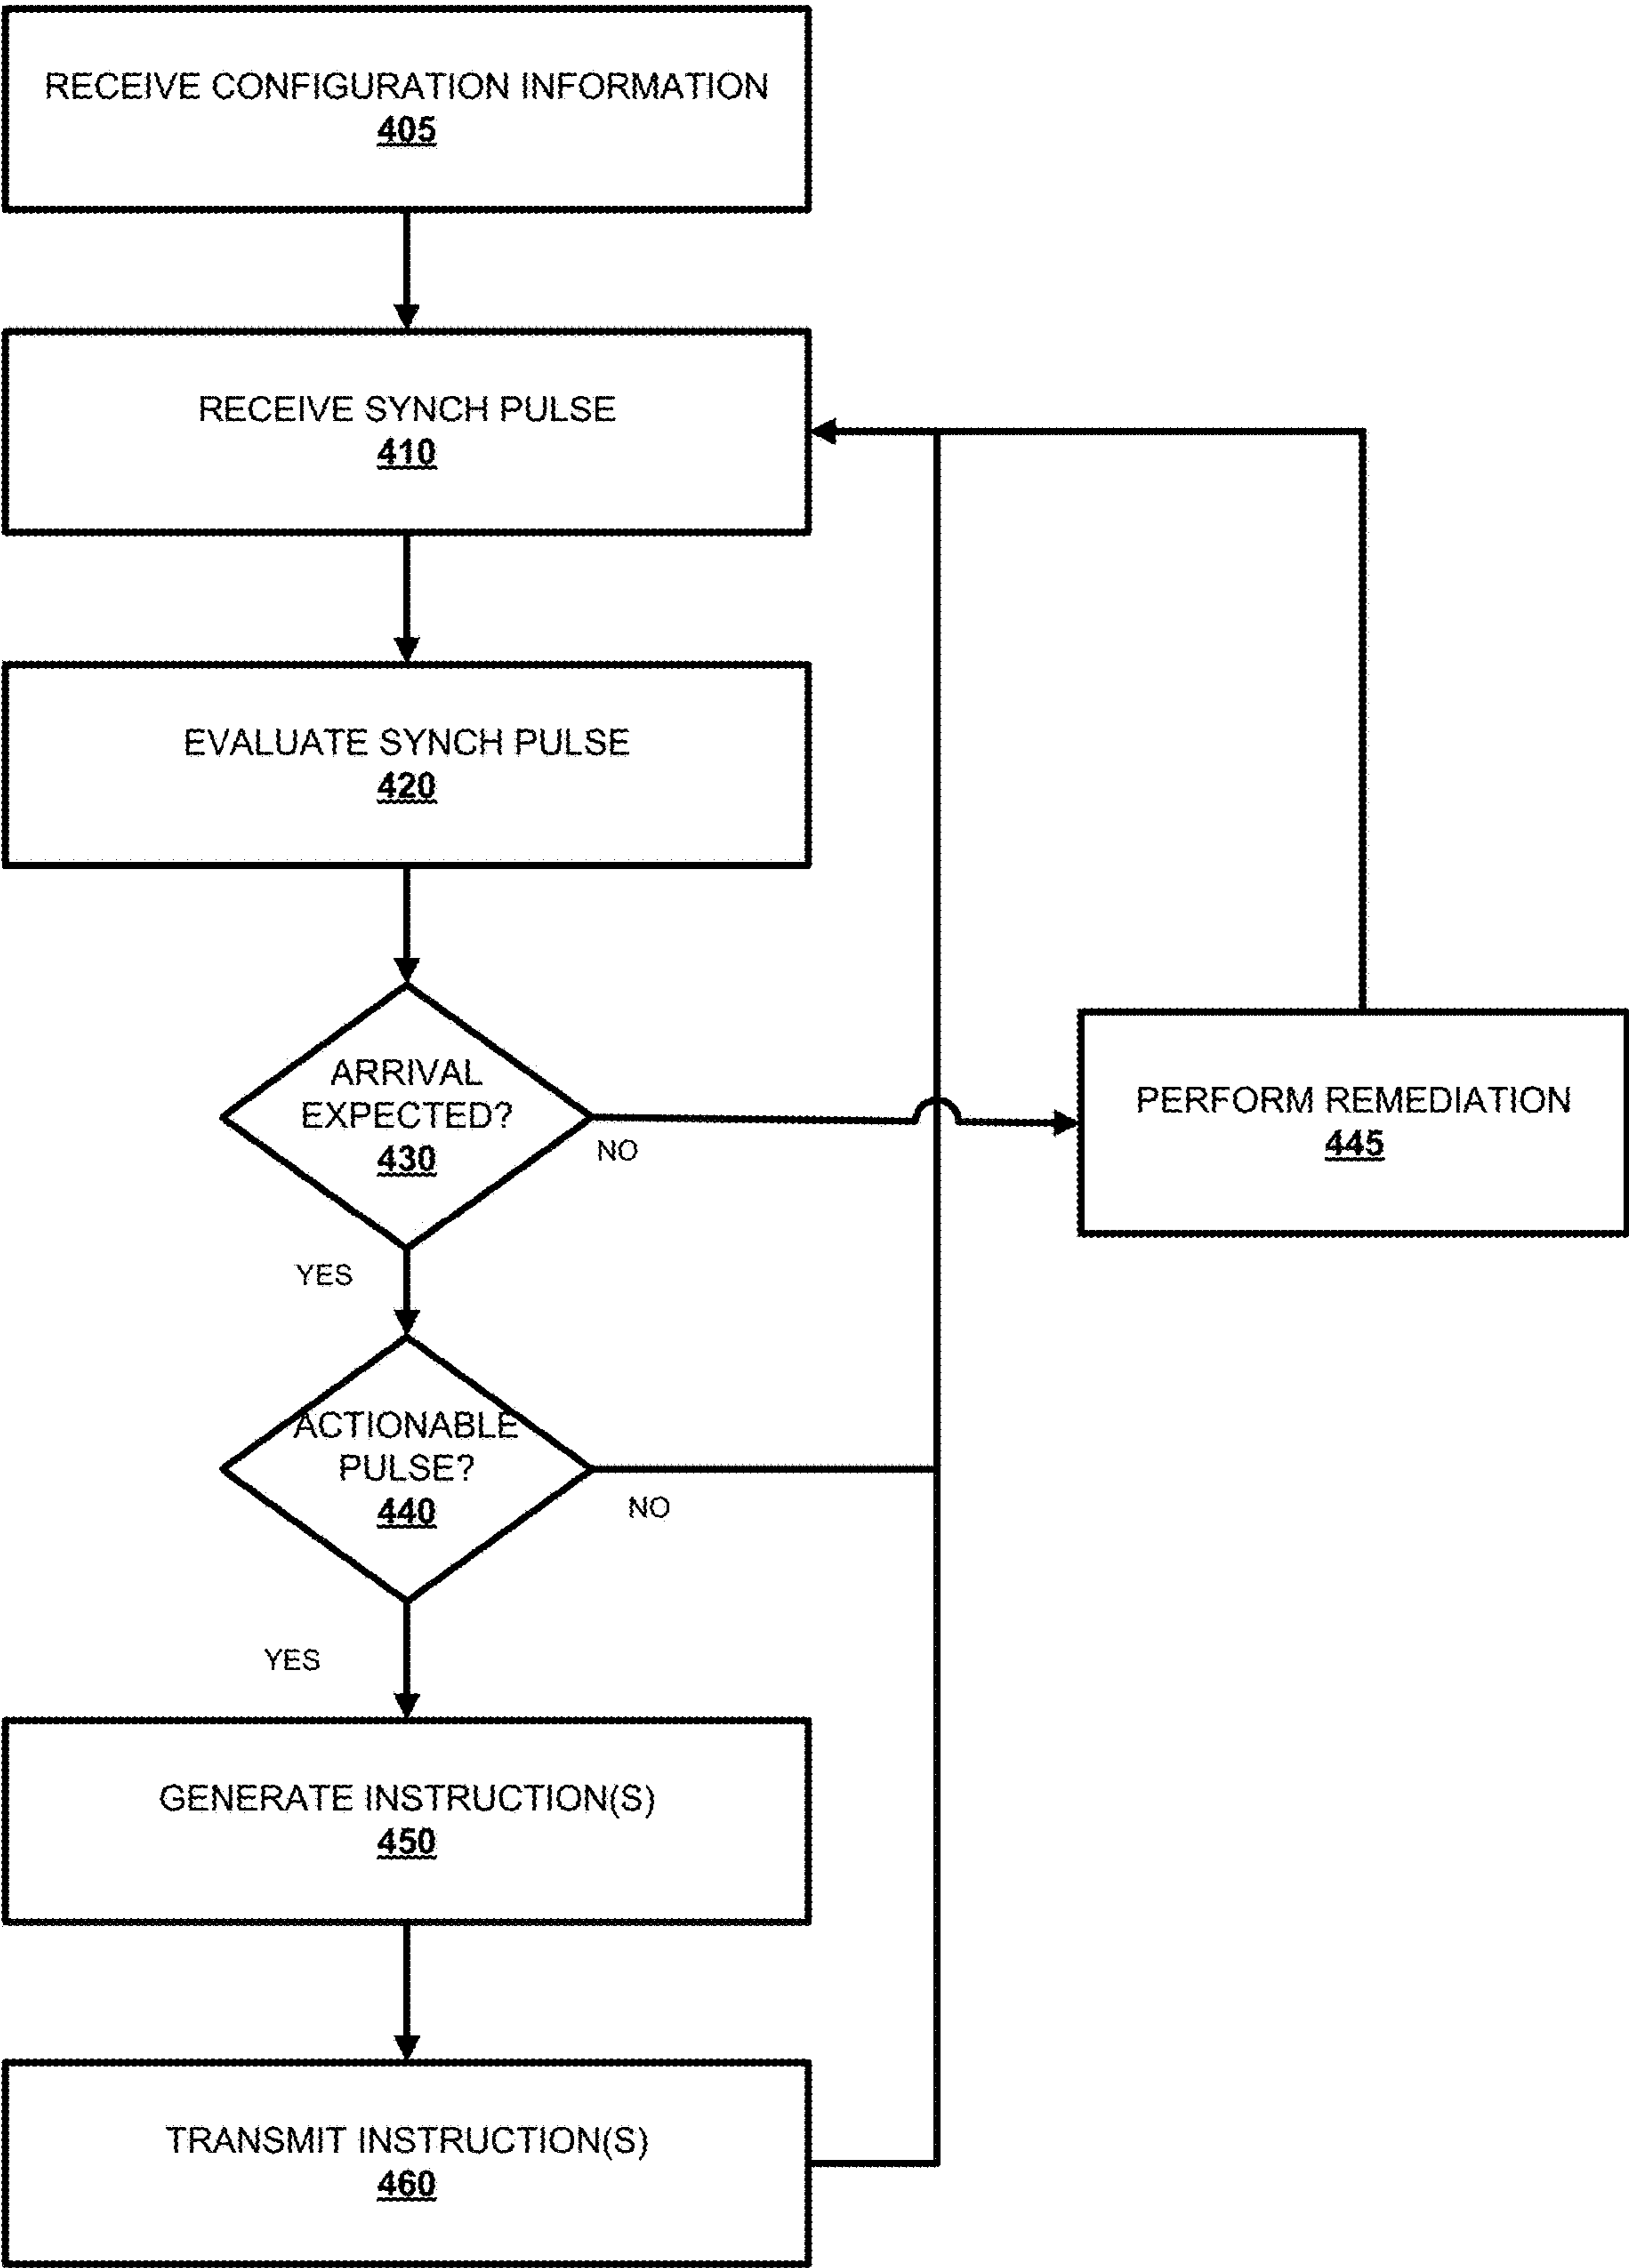 RECEIVE CONFIGURATION INFORMATION
405
RECEIVE SYNCH PULSE
410
EVALUATE SYNCH PULSE
420
ARRIVAL
EXPECTED?
430
NO
PERFORM REMEDIATION
445
YES
ACTIONABLE
PULSE?
440
NO
YES
GENERATE INSTRUCTION(S)
450
TRANSMIT INSTRUCTION(S)
460